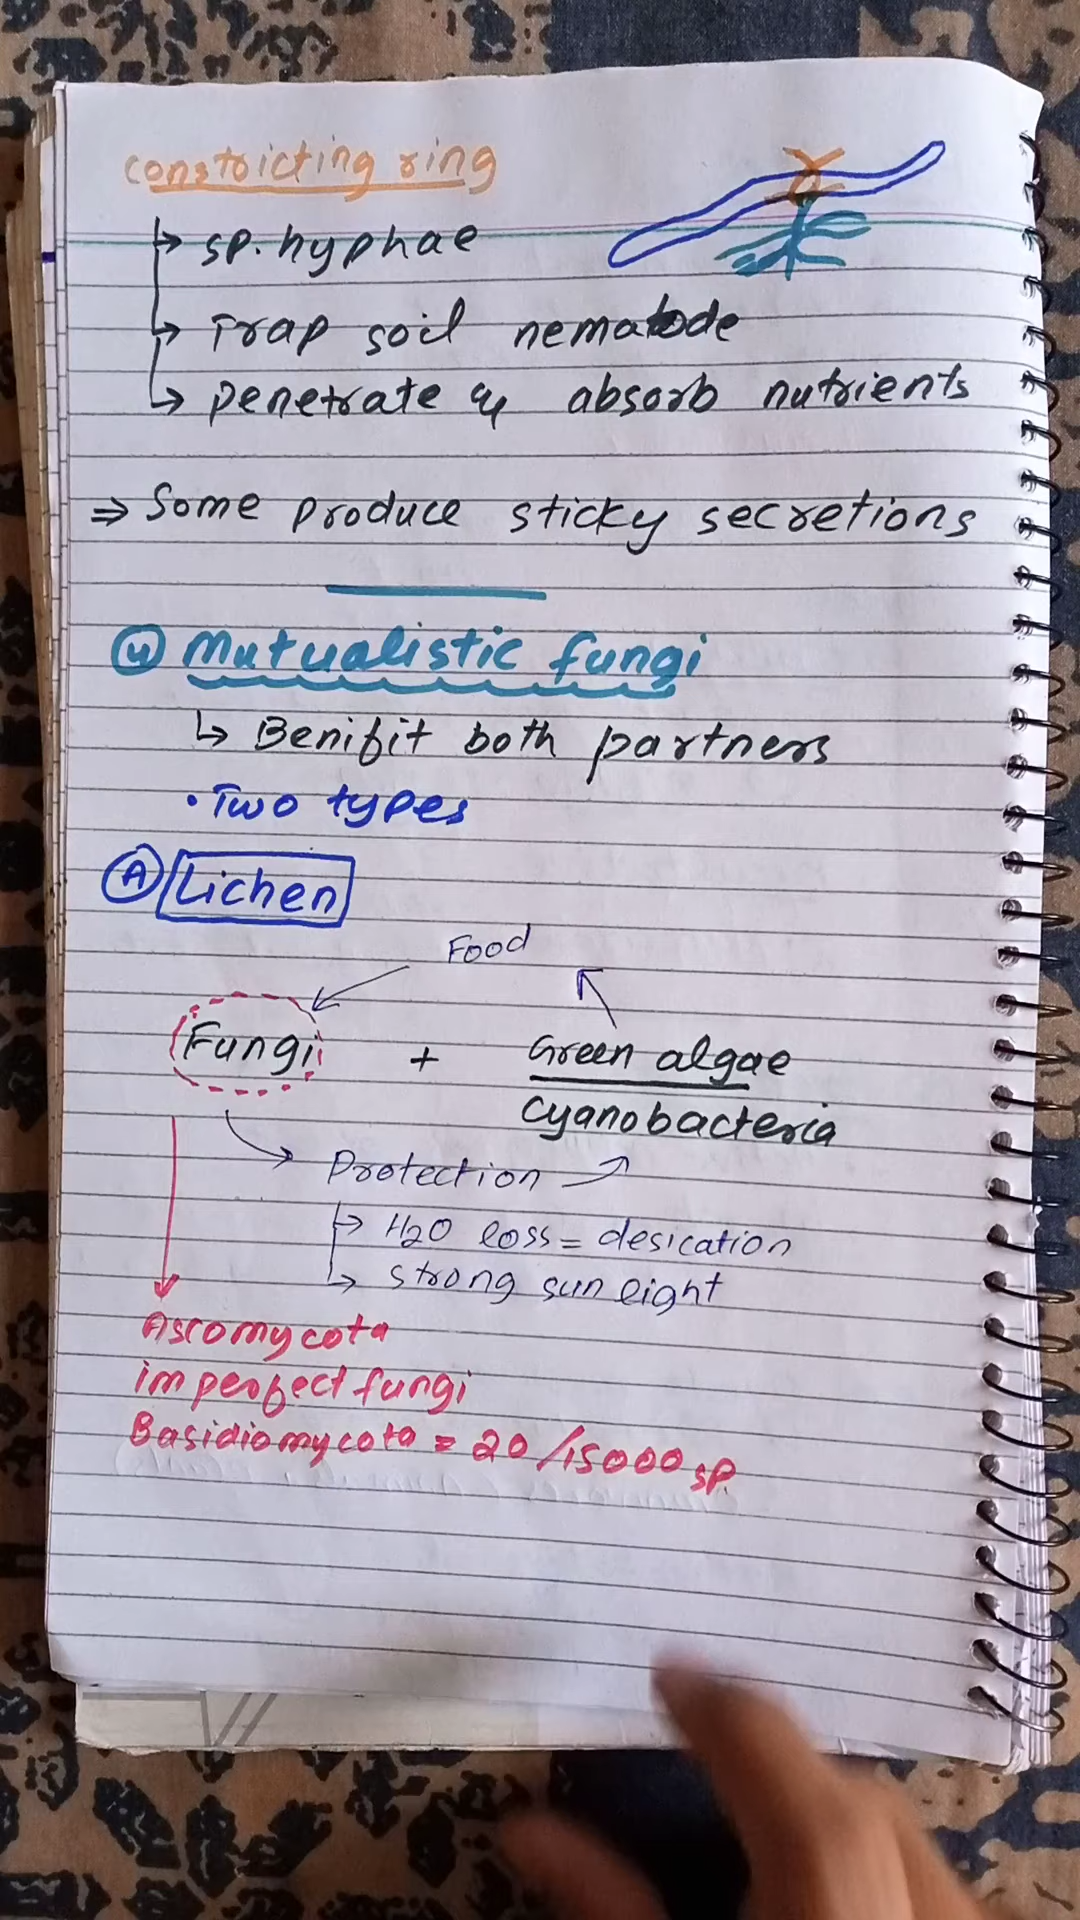 constricting ring
→ sp. hyphae
→ Trap soil nematode
→ penetrate & absorb nutrients
⇒ Some produce sticky secretions
④ Mutualistic fungi
↳ Benifit both partners
• Two types
Ⓐ Lichen
Food
Fungi + Green algae
Cyanobacteria
Protection
→ H2O loss = desication
→ strong sunlight
Ascomycota
imperfect fungi
Basidiomycota = 20/15000 sp.